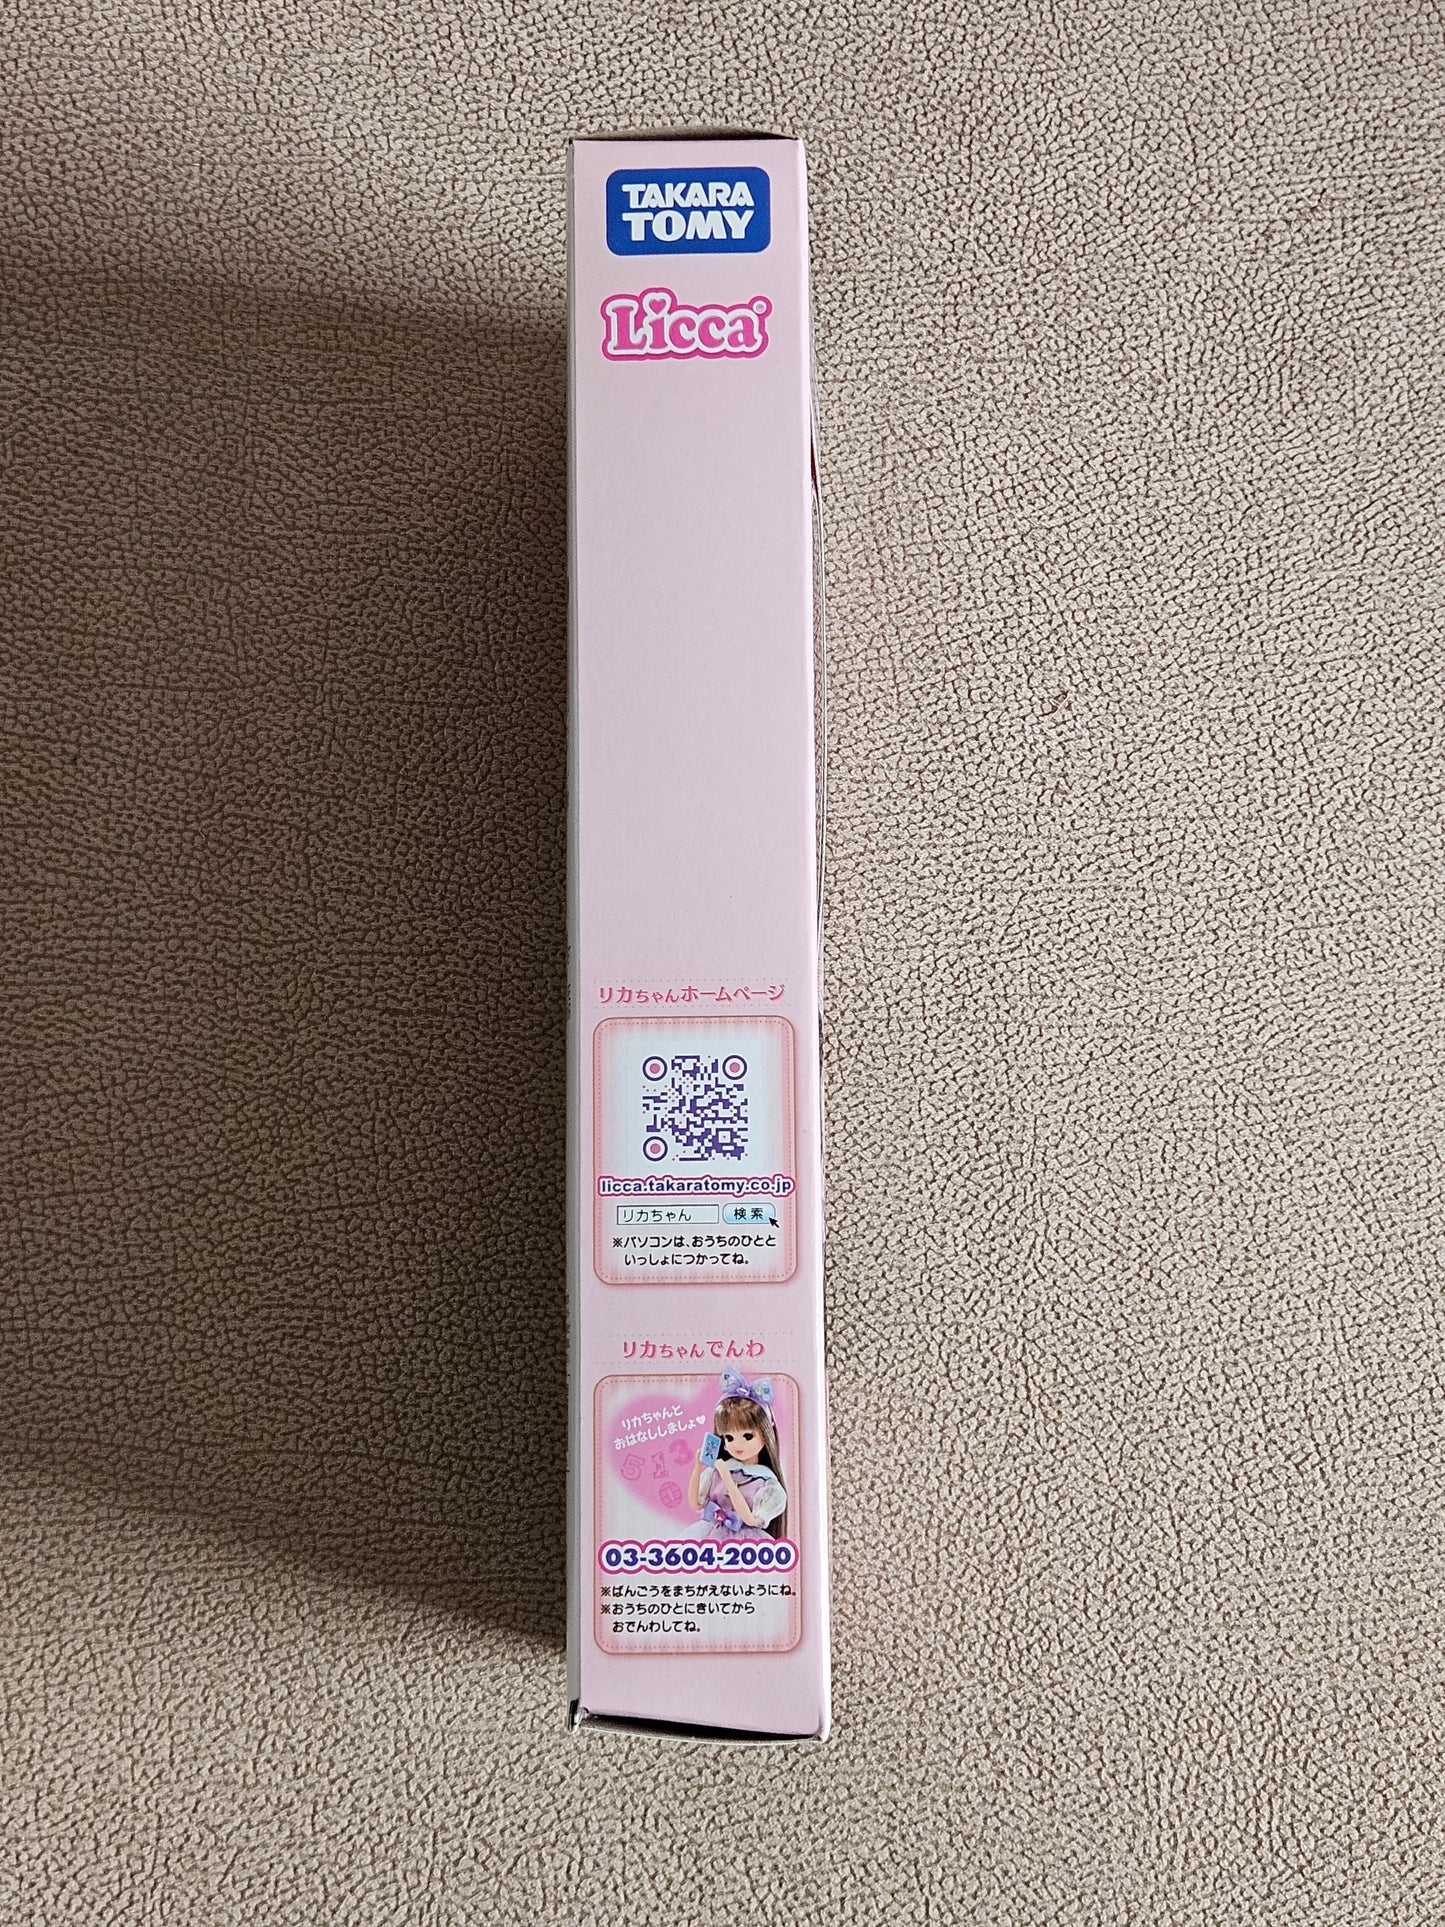 TAKARA
TOMY
Licca®
リカちゃんホームページ
licca.takaratomy.co.jp
リカちゃん 検索
※パソコンは、おうちのひとと
いっしょにつかってね。
リカちゃんでんわ
リカちゃんと
おはなししましょ♥
5 1 3
03-3604-2000
※ばんごうをまちがえないようにね。
※おうちのひとにきいてから
おでんわしてね。